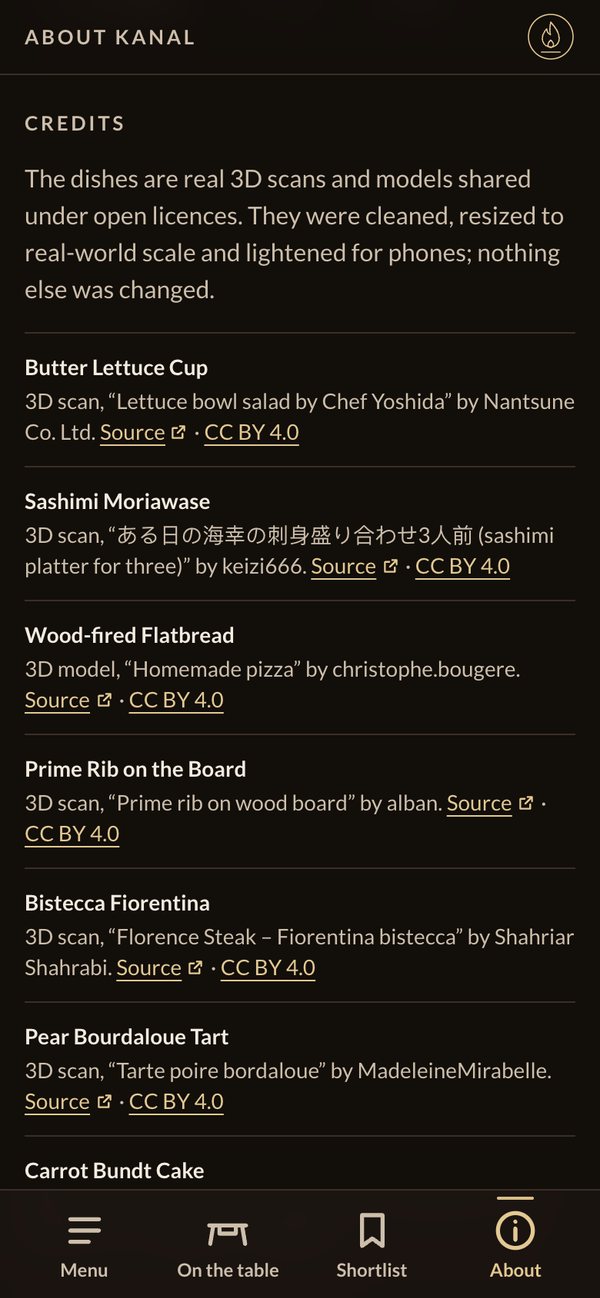 ABOUT KANAL
CREDITS
The dishes are real 3D scans and models shared
under open licences. They were cleaned, resized to
real-world scale and lightened for phones; nothing
else was changed.
Butter Lettuce Cup
3D scan, “Lettuce bowl salad by Chef Yoshida” by Nantsune
Co. Ltd. Source · CC BY 4.0
Sashimi Moriawase
3D scan, “ある日の海幸の刺身盛り合わせ3人前 (sashimi
platter for three)” by keizi666. Source · CC BY 4.0
Wood-fired Flatbread
3D model, “Homemade pizza” by christophe.bougere.
Source · CC BY 4.0
Prime Rib on the Board
3D scan, “Prime rib on wood board” by alban. Source ·
CC BY 4.0
Bistecca Fiorentina
3D scan, “Florence Steak – Fiorentina bistecca” by Shahriar
Shahrabi. Source · CC BY 4.0
Pear Bourdaloue Tart
3D scan, “Tarte poire bordaloue” by MadeleineMirabelle.
Source · CC BY 4.0
Carrot Bundt Cake
Menu On the table Shortlist About